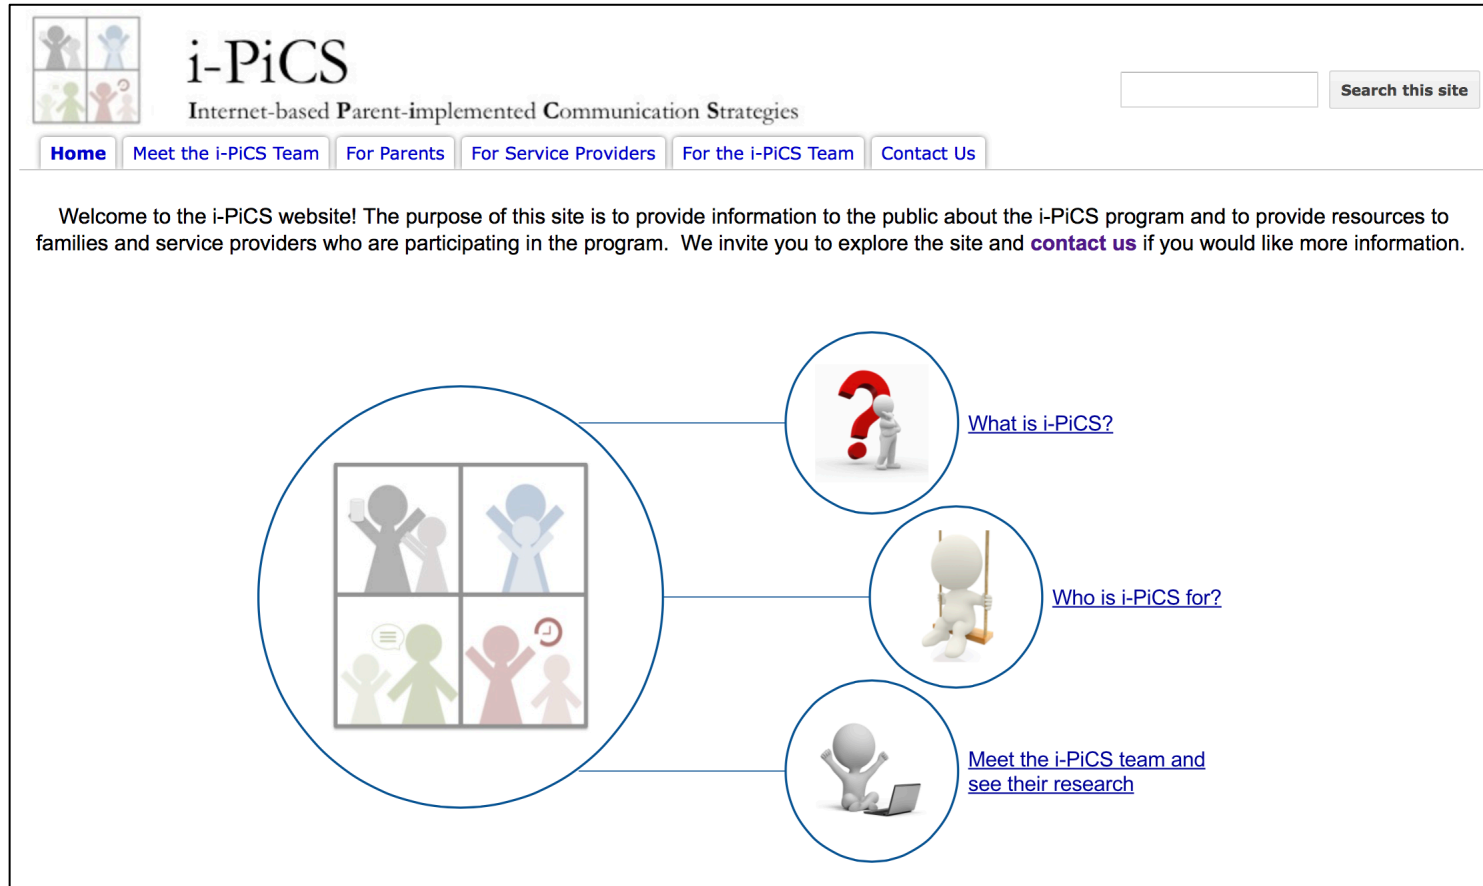 i-PiCS
Internet-based Parent-implemented Communication Strategies
Search this site
Home
Meet the i-PiCS Team
For Parents
For Service Providers
For the i-PiCS Team
Contact Us
Welcome to the i-PiCS website! The purpose of this site is to provide information to the public about the i-PiCS program and to provide resources to
families and service providers who are participating in the program.  We invite you to explore the site and contact us if you would like more information.
What is i-PiCS?
Who is i-PiCS for?
Meet the i-PiCS team and
see their research